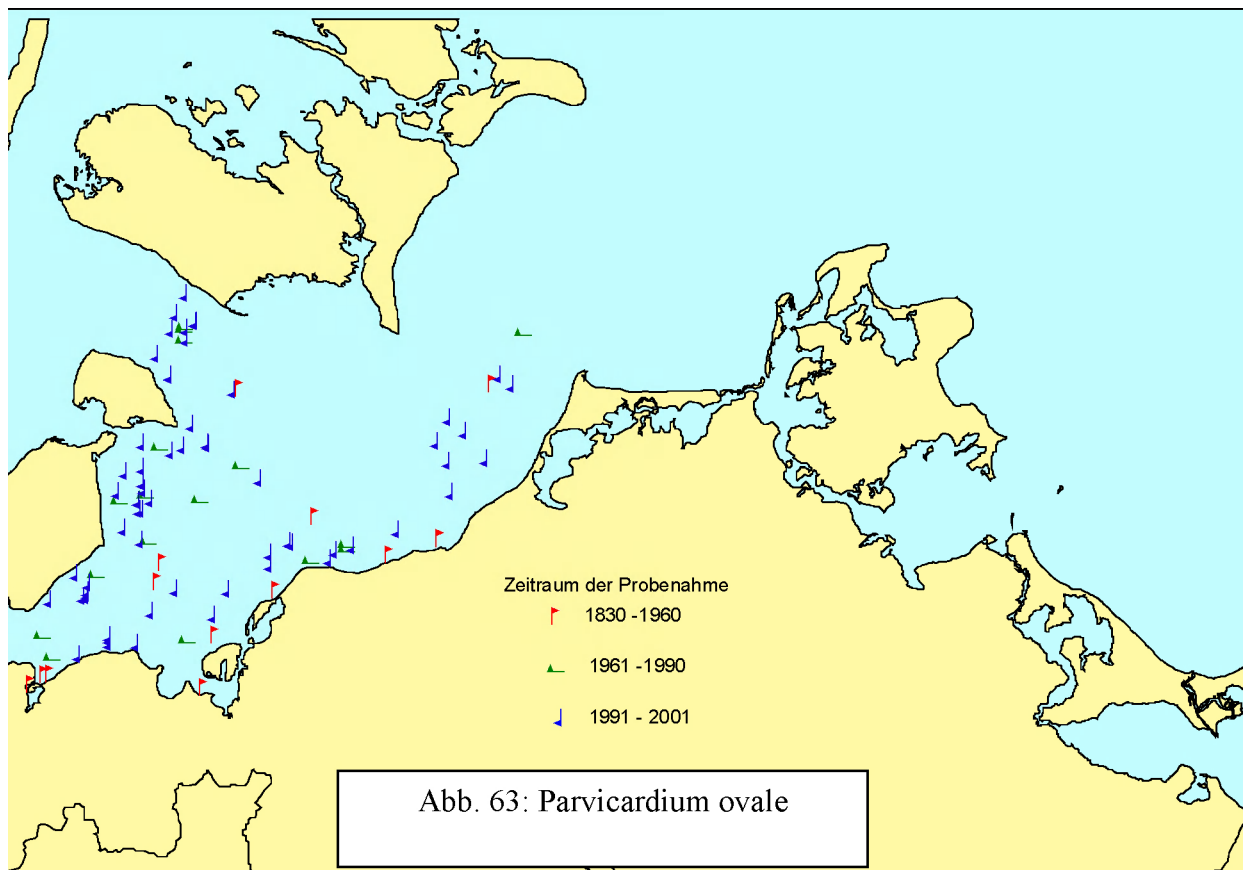 Zeitraum der Probenahme
1830 -1960
1961 -1990
1991 - 2001
Abb. 63: Parvicardium ovale